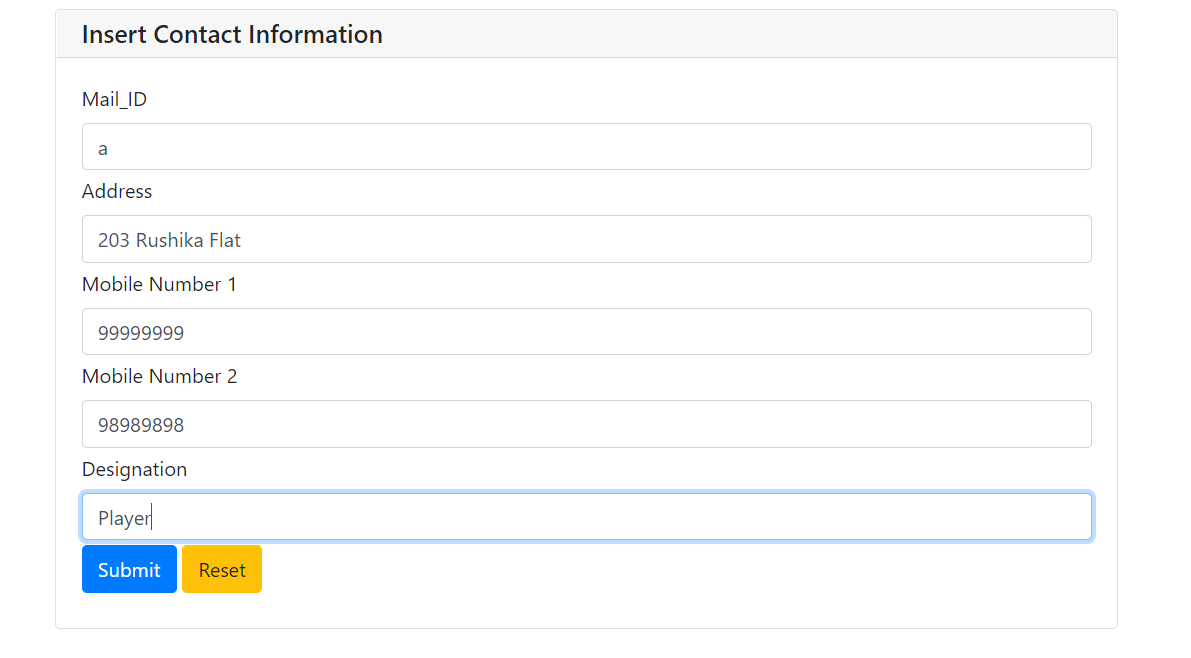 Insert Contact Information
Mail_ID
a
Address
203 Rushika Flat
Mobile Number 1
99999999
Mobile Number 2
98989898
Designation
Player
Submit Reset